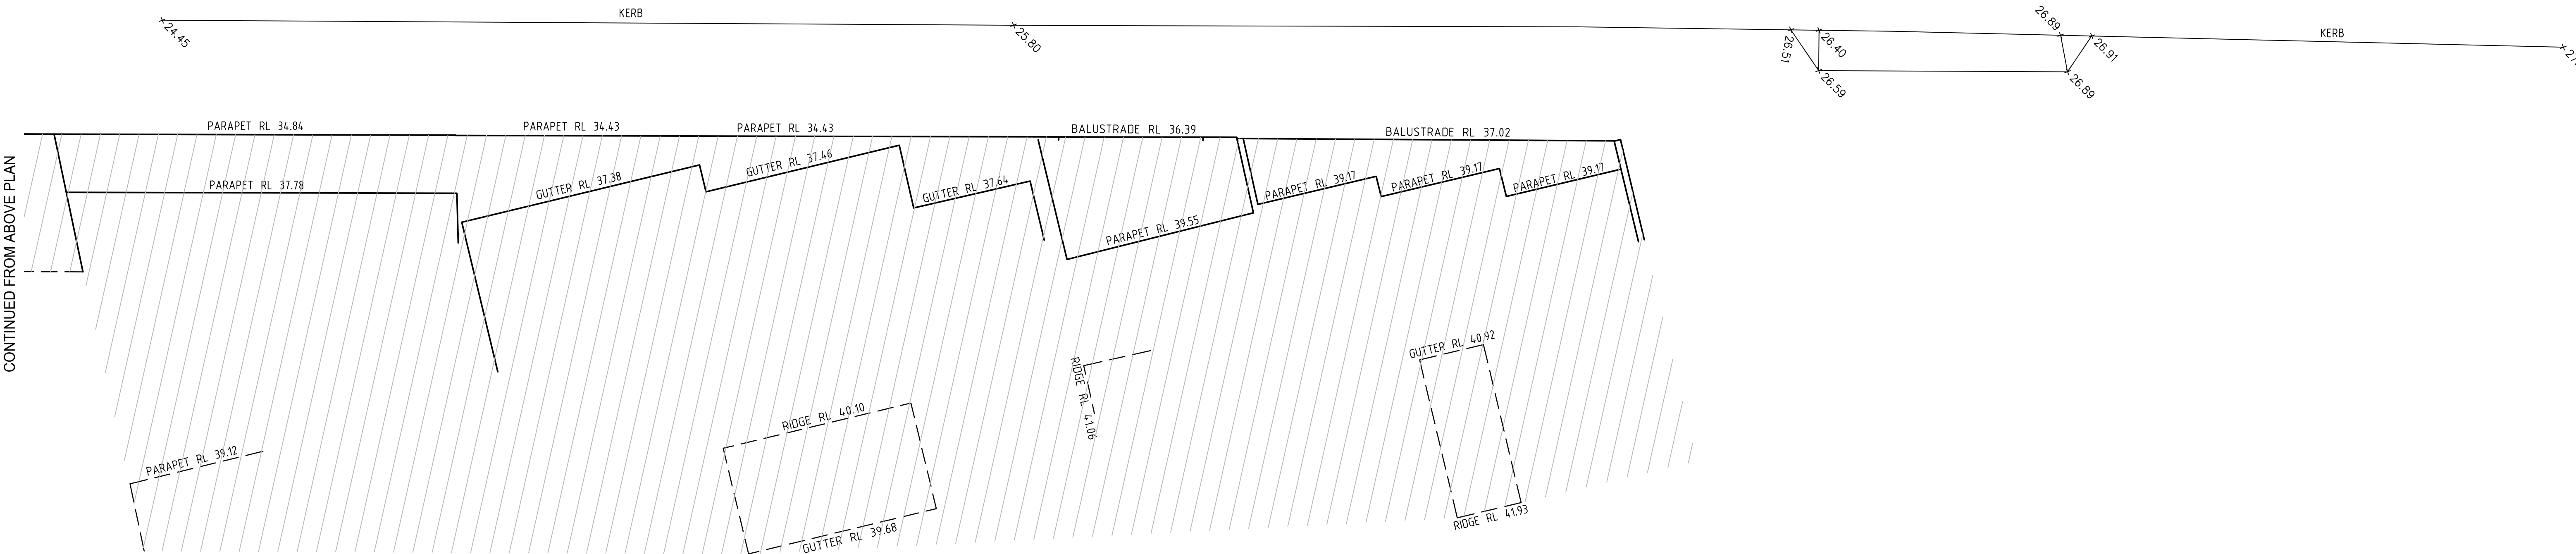 KERB
24.45
25.80
26.51
26.40
26.59
26.89
26.91
26.89
KERB
CONTINUED FROM ABOVE PLAN
PARAPET RL 34.84
PARAPET RL 34.43
PARAPET RL 34.43
BALUSTRADE RL 36.39
BALUSTRADE RL 37.02
PARAPET RL 37.78
GUTTER RL 37.38
GUTTER RL 37.46
GUTTER RL 37.64
PARAPET RL 39.55
PARAPET RL 39.17
PARAPET RL 39.17
PARAPET RL 39.17
RIDGE RL 41.06
GUTTER RL 40.92
RIDGE RL 41.93
RIDGE RL 40.10
GUTTER RL 39.68
PARAPET RL 39.12